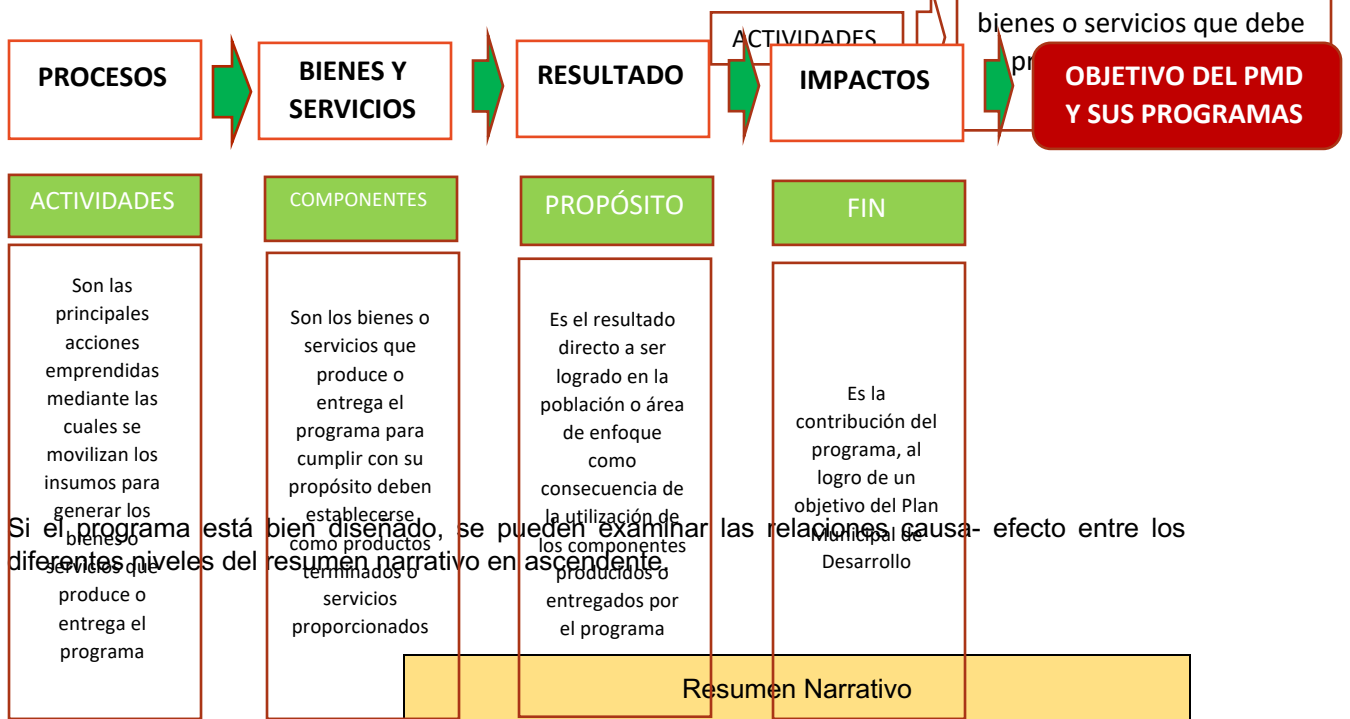 bienes o servicios que debe
ACTIVIDADES
PROCESOS
BIENES Y
SERVICIOS
RESULTADO
IMPACTOS
OBJETIVO DEL PMD
Y SUS PROGRAMAS
ACTIVIDADES
Son las
principales
acciones
emprendidas
mediante las
cuales se
movilizan los
insumos para
generar los
bienes o
servicios que
produce o
entrega el
programa
COMPONENTES
Son los bienes o
servicios que
produce o
entrega el
programa para
cumplir con su
propósito deben
establecerse
como productos
terminados o
servicios
proporcionados
PROPÓSITO
Es el resultado
directo a ser
logrado en la
población o área
de enfoque
como
consecuencia de
la utilización de
los componentes
producidos o
entregados por
el programa
FIN
Es la
contribución del
programa, al
logro de un
objetivo del Plan
Municipal de
Desarrollo
Si el programa está bien diseñado, se pueden examinar las relaciones causa- efecto entre los
diferentes niveles del resumen narrativo en ascendente.
Resumen Narrativo